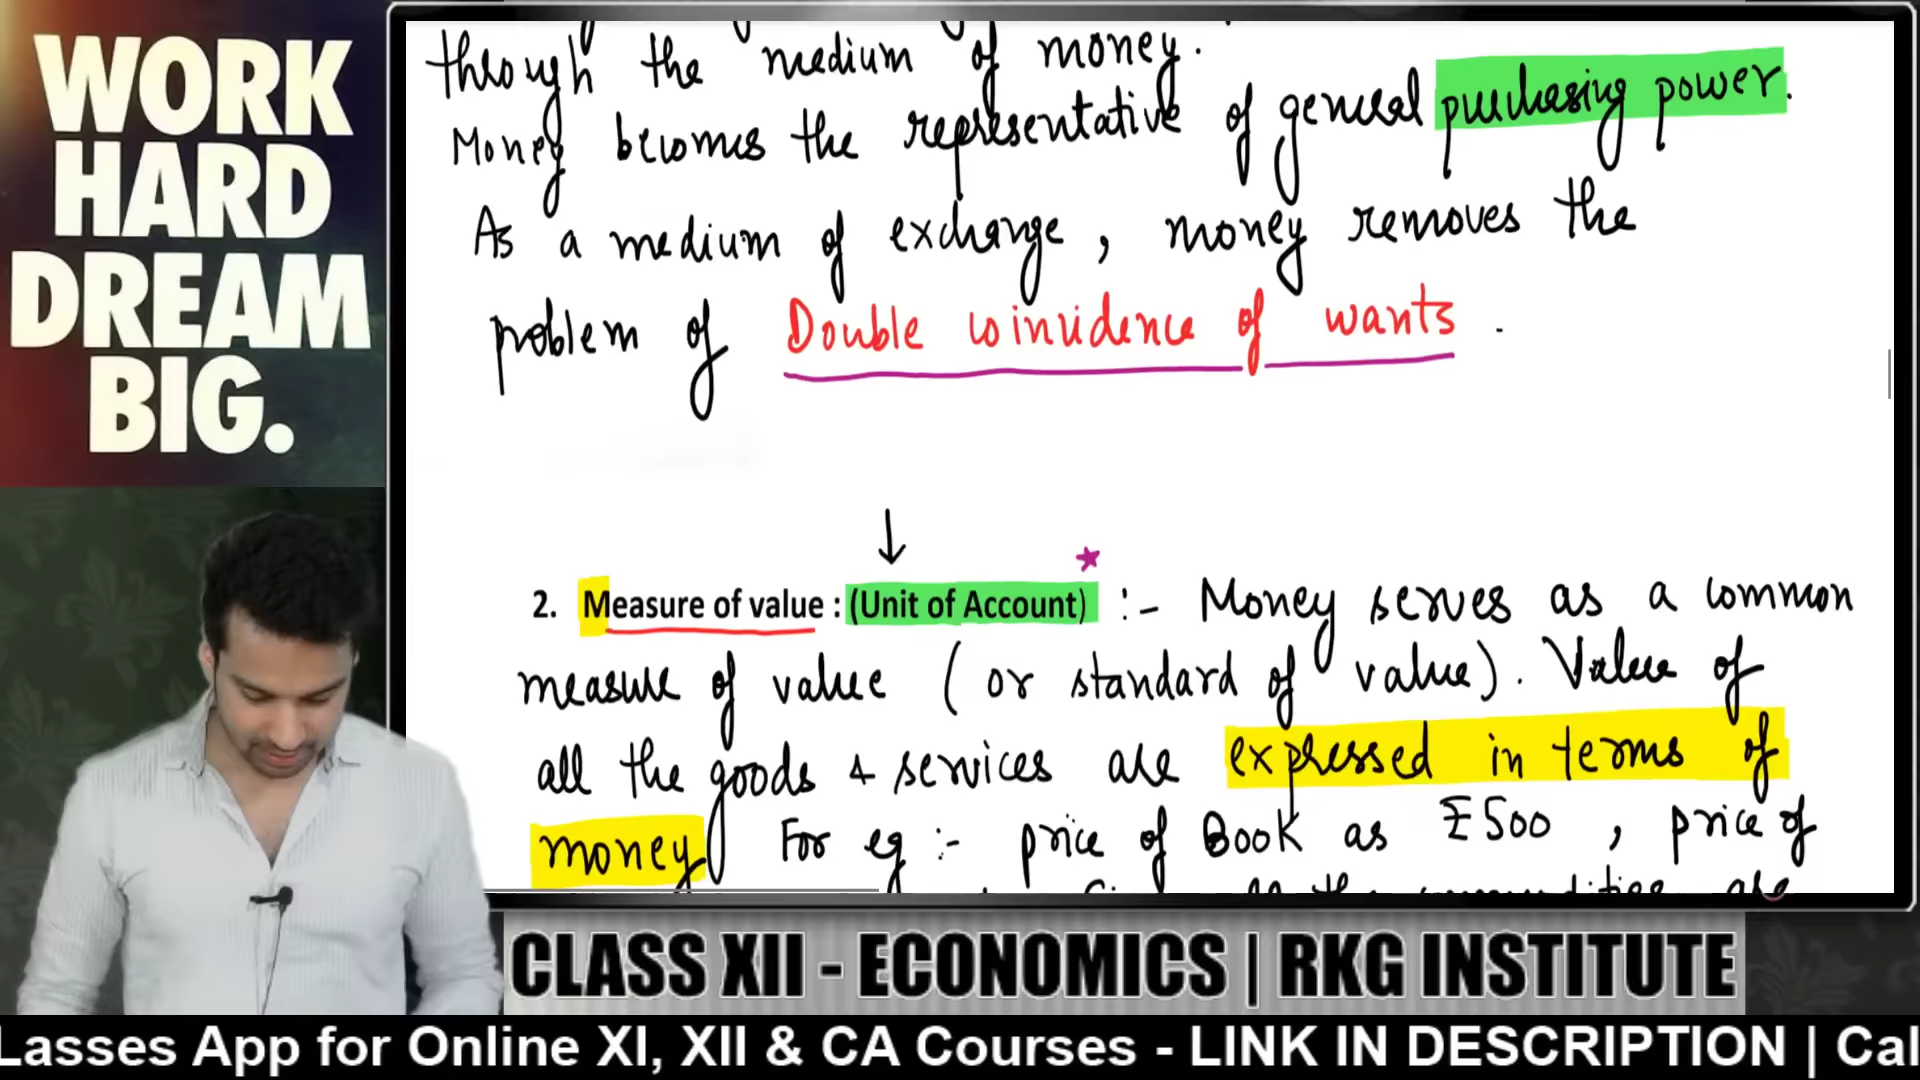 WORK
HARD
DREAM
BIG.
through the medium of money.
Money becomes the representative of general purchasing power.
As a medium of exchange, money removes the
problem of Double coincidence of wants.
2. Measure of value : (Unit of Account) :- Money serves as a common
measure of value (or standard of value). Value of
all the goods & services are expressed in terms of
money For eg :- price of Book as ₹500, price of
are
CLASS XII - ECONOMICS | RKG INSTITUTE
Lasses App for Online XI, XII & CA Courses - LINK IN DESCRIPTION | Cal